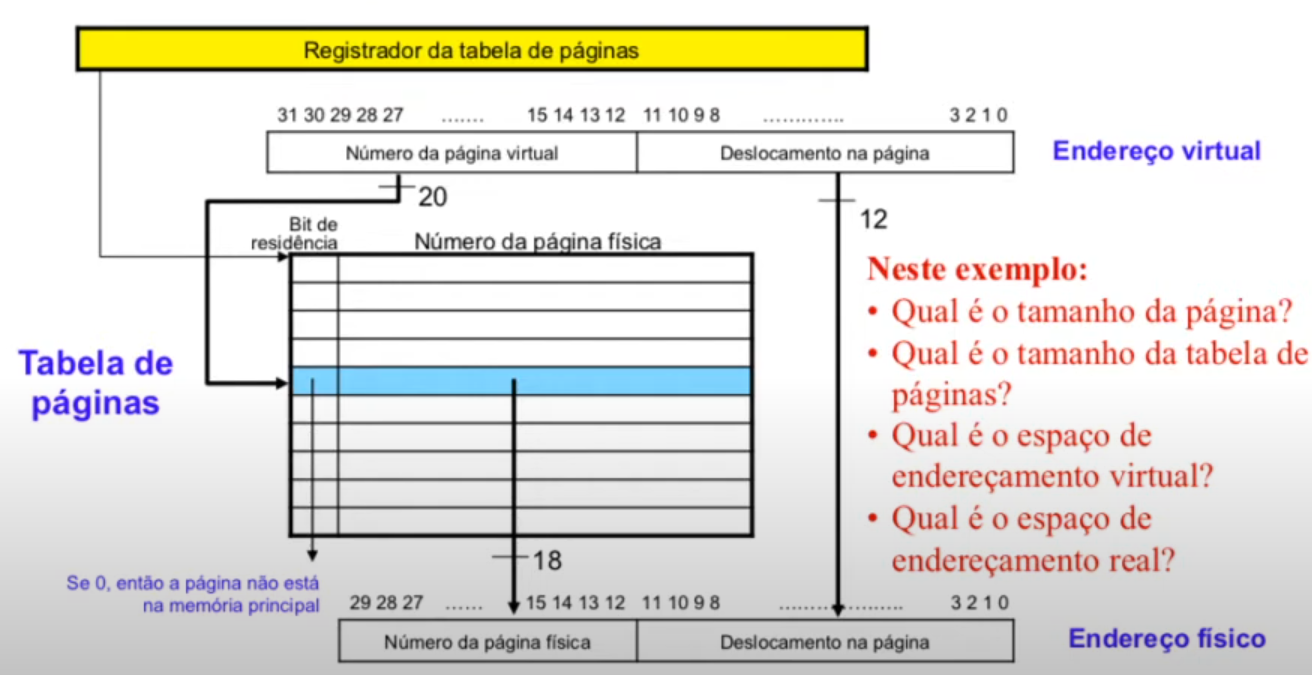 Registrador da tabela de páginas
31 30 29 28 27 ....... 15 14 13 12 11 10 9 8 ............. 3 2 1 0
Número da página virtual Deslocamento na página Endereço virtual
20
12
Bit de
residência
Número da página física
Tabela de
páginas
Neste exemplo:
• Qual é o tamanho da página?
• Qual é o tamanho da tabela de
páginas?
• Qual é o espaço de
endereçamento virtual?
• Qual é o espaço de
endereçamento real?
18
Se 0, então a página não está
na memória principal
29 28 27 ...... 15 14 13 12 11 10 9 8 .................... 3 2 1 0
Número da página física Deslocamento na página Endereço físico